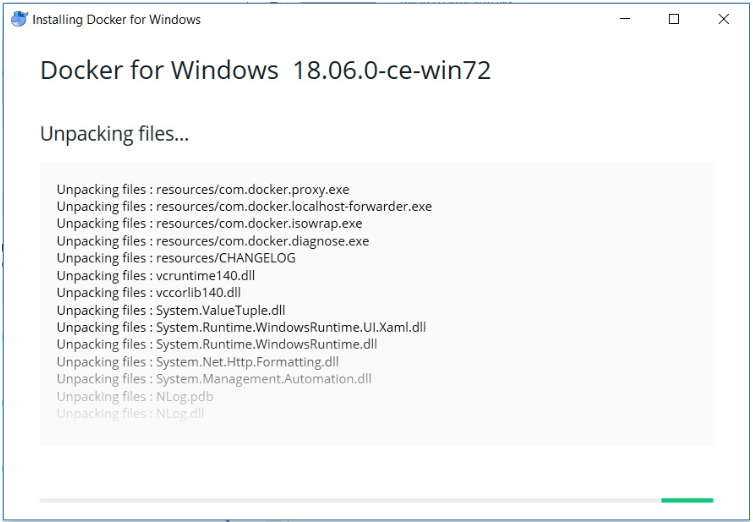 Installing Docker for Windows
Docker for Windows 18.06.0-ce-win72
Unpacking files...
Unpacking files : resources/com.docker.proxy.exe
Unpacking files : resources/com.docker.localhost-forwarder.exe
Unpacking files : resources/com.docker.isowrap.exe
Unpacking files : resources/com.docker.diagnose.exe
Unpacking files : resources/CHANGELOG
Unpacking files : vcruntime140.dll
Unpacking files : vccorlib140.dll
Unpacking files : System.ValueTuple.dll
Unpacking files : System.Runtime.WindowsRuntime.UI.Xaml.dll
Unpacking files : System.Runtime.WindowsRuntime.dll
Unpacking files : System.Net.Http.Formatting.dll
Unpacking files : System.Management.Automation.dll
Unpacking files : NLog.pdb
Unpacking files : NLog.dll